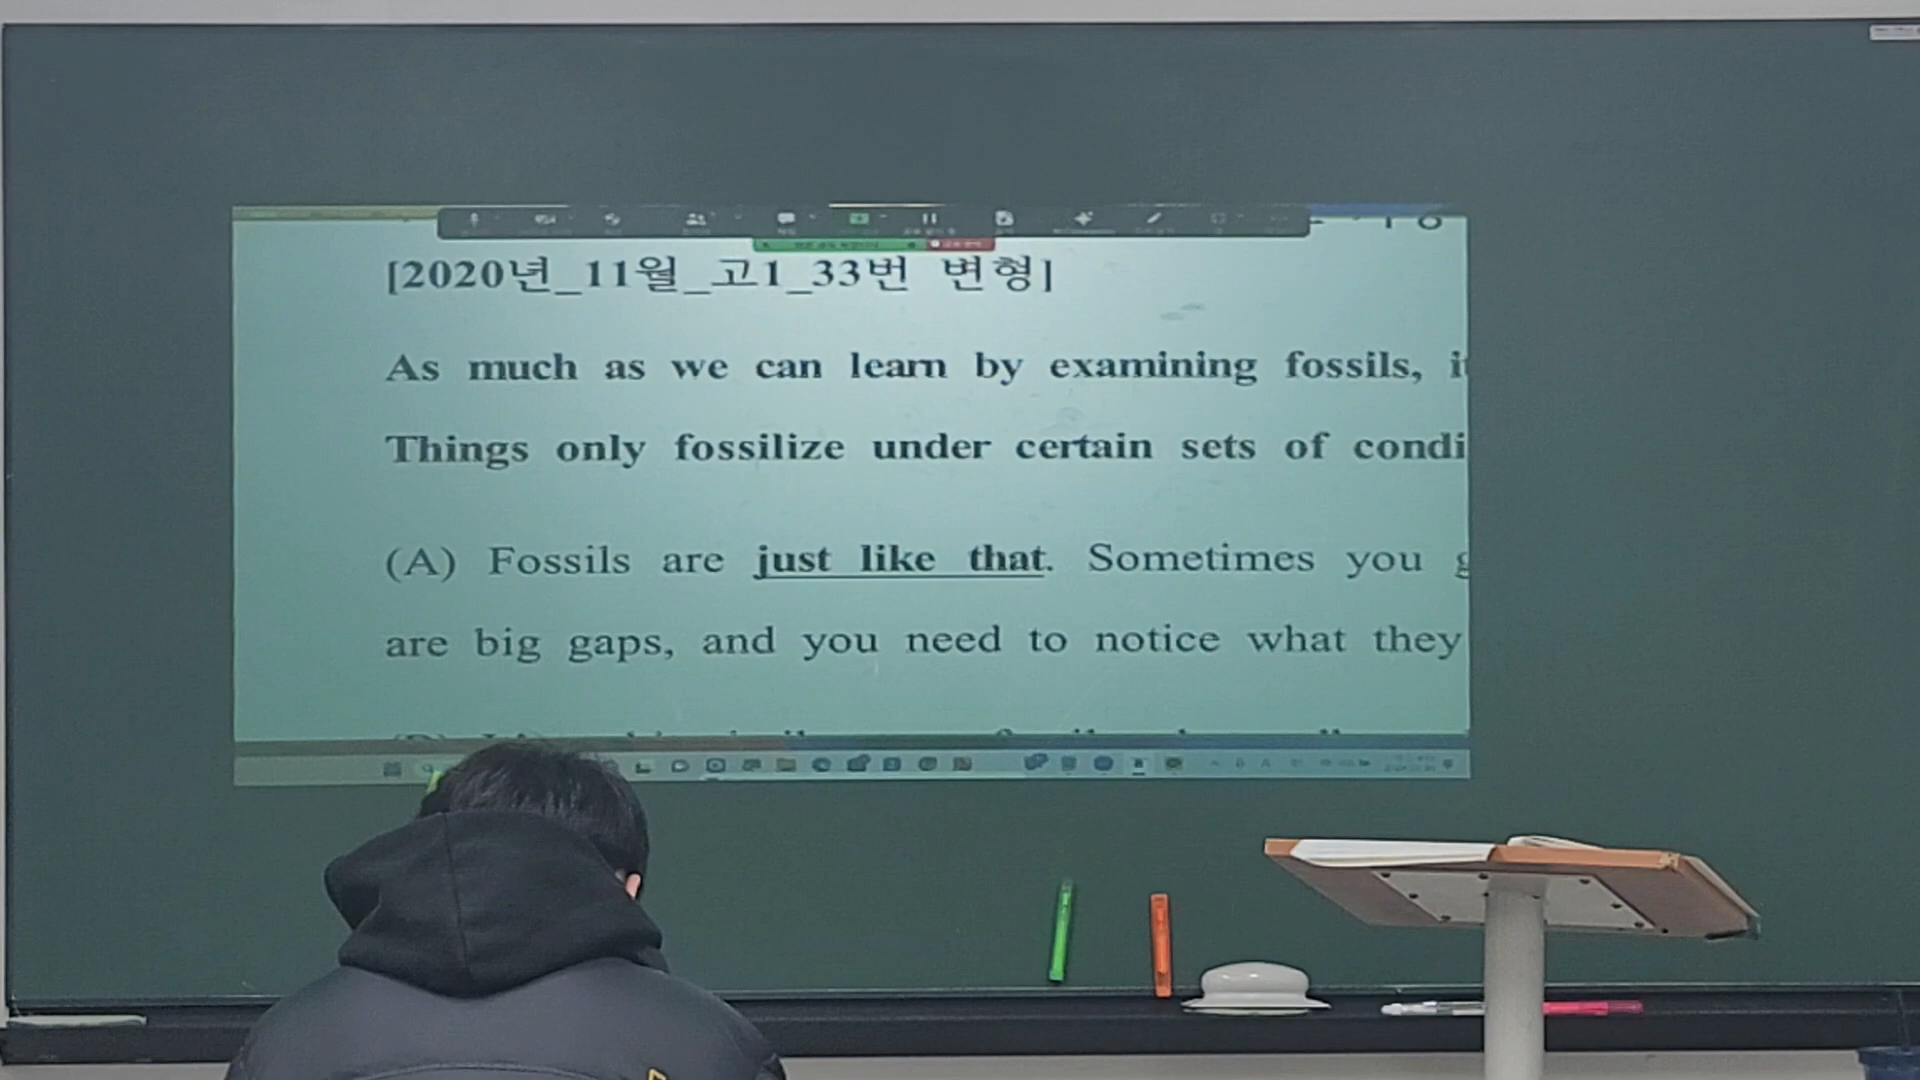 [2020년_11월_고1_33번 변형]
As much as we can learn by examining fossils,
Things only fossilize under certain sets of condi
(A) Fossils are just like that. Sometimes you
are big gaps, and you need to notice what they